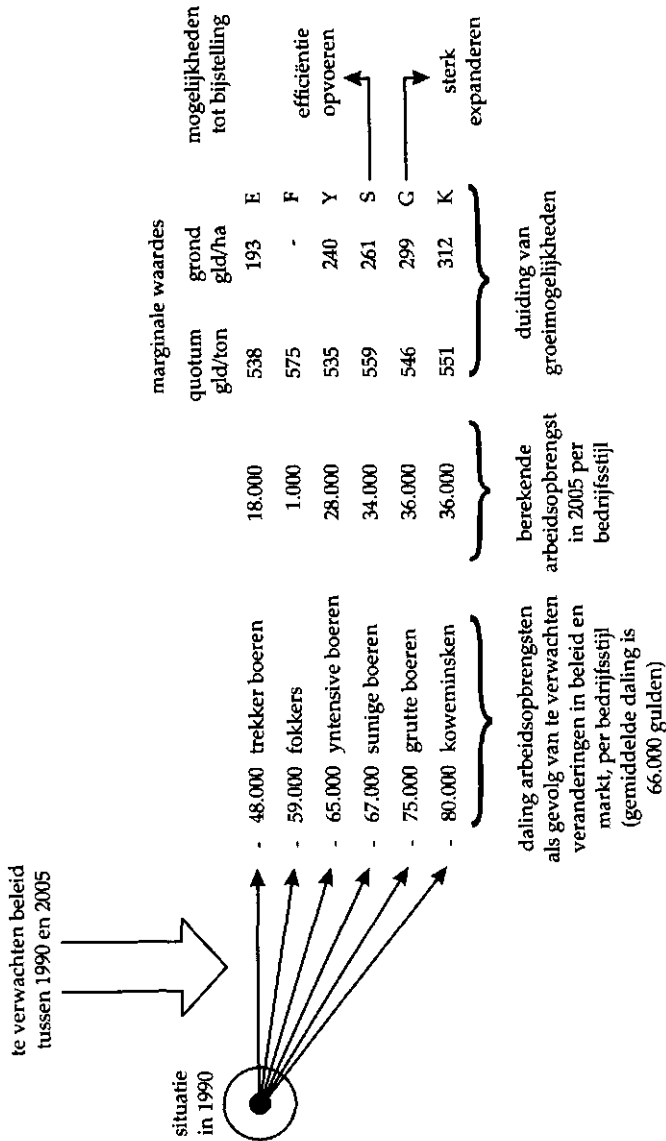 te verwachten beleid
tussen 1990 en 2005
situatie
in 1990
- 48.000 trekker boeren
- 59.000 fokkers
- 65.000 yntensive boeren
- 67.000 sunige boeren
- 75.000 grutte boeren
- 80.000 koweminsken
daling arbeidsopbrengsten
als gevolg van te verwachten
veranderingen in beleid en
markt, per bedrijfsstijl
(gemiddelde daling is
66.000 gulden)
18.000
1.000
28.000
34.000
36.000
36.000
berekende
arbeidsopbrengst
in 2005 per
bedrijfsstijl
marginale waardes
quotum grond
gld/ton gld/ha
538 193 E
575 - F
535 240 Y
559 261 S
546 299 G
551 312 K
duiding van
groeimogelijkheden
mogelijkheden
tot bijstelling
efficiëntie
opvoeren
sterk
expanderen